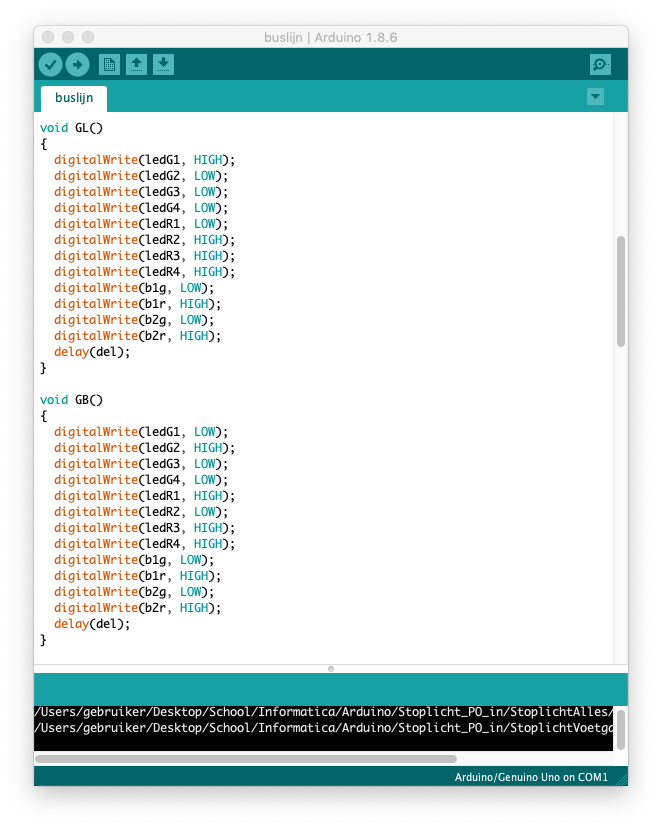 buslijn | Arduino 1.8.6
buslijn
void GL()
{
  digitalWrite(ledG1, HIGH);
  digitalWrite(ledG2, LOW);
  digitalWrite(ledG3, LOW);
  digitalWrite(ledG4, LOW);
  digitalWrite(ledR1, LOW);
  digitalWrite(ledR2, HIGH);
  digitalWrite(ledR3, HIGH);
  digitalWrite(ledR4, HIGH);
  digitalWrite(b1g, LOW);
  digitalWrite(b1r, HIGH);
  digitalWrite(b2g, LOW);
  digitalWrite(b2r, HIGH);
  delay(del);
}
void GB()
{
  digitalWrite(ledG1, LOW);
  digitalWrite(ledG2, HIGH);
  digitalWrite(ledG3, LOW);
  digitalWrite(ledG4, LOW);
  digitalWrite(ledR1, HIGH);
  digitalWrite(ledR2, LOW);
  digitalWrite(ledR3, HIGH);
  digitalWrite(ledR4, HIGH);
  digitalWrite(b1g, LOW);
  digitalWrite(b1r, HIGH);
  digitalWrite(b2g, LOW);
  digitalWrite(b2r, HIGH);
  delay(del);
}
/Users/gebruiker/Desktop/School/Informatica/Arduino/Stoplicht_PO_in/StoplichtAlles/
/Users/gebruiker/Desktop/School/Informatica/Arduino/Stoplicht_PO_in/StoplichtVoetga
Arduino/Genuino Uno on COM1